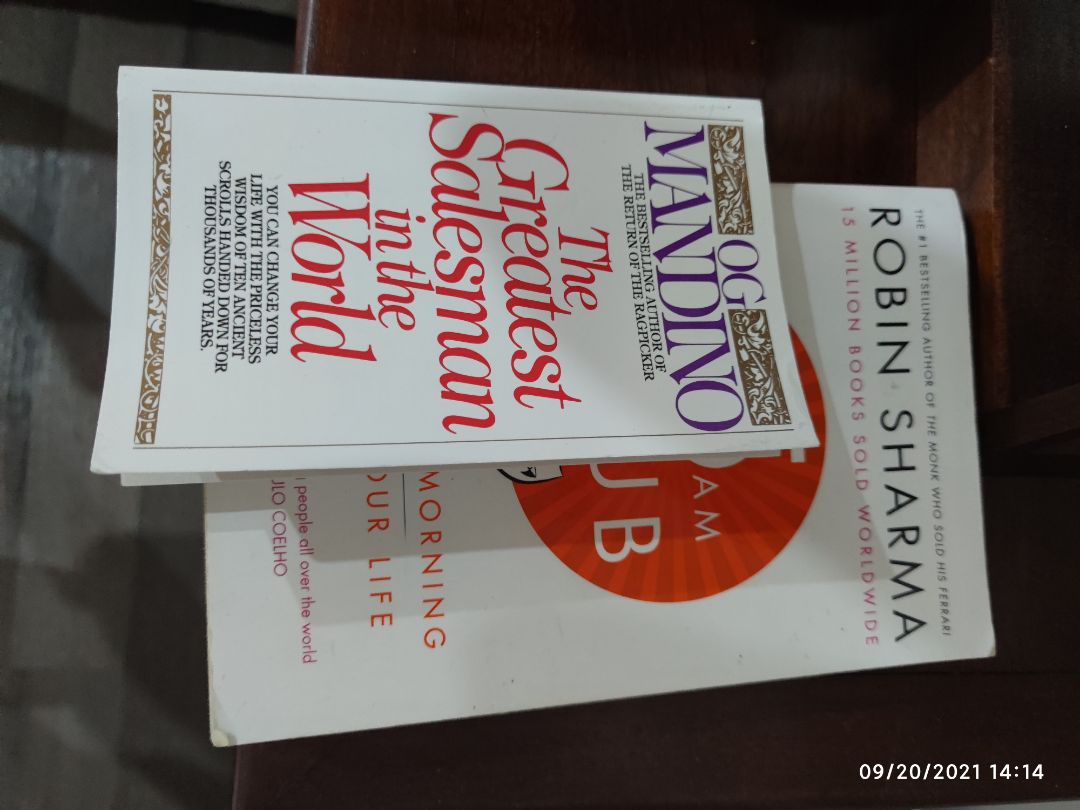 OG
MANDINO
THE BESTSELLING AUTHOR OF
THE RETURN OF THE RAGPICKER
The
Greatest
Salesman
in the
World
YOU CAN CHANGE YOUR
LIFE WITH THE PRICELESS
WISDOM OF TEN ANCIENT
SCROLLS HANDED DOWN FOR
THOUSANDS OF YEARS.
THE #1 BESTSELLING AUTHOR OF THE MONK WHO SOLD HIS FERRARI
ROBIN SHARMA
15 MILLION BOOKS SOLD WORLDWIDE
AM
UB
MORNING
OUR LIFE
people all over the world
LO COELHO
09/20/2021 14:14